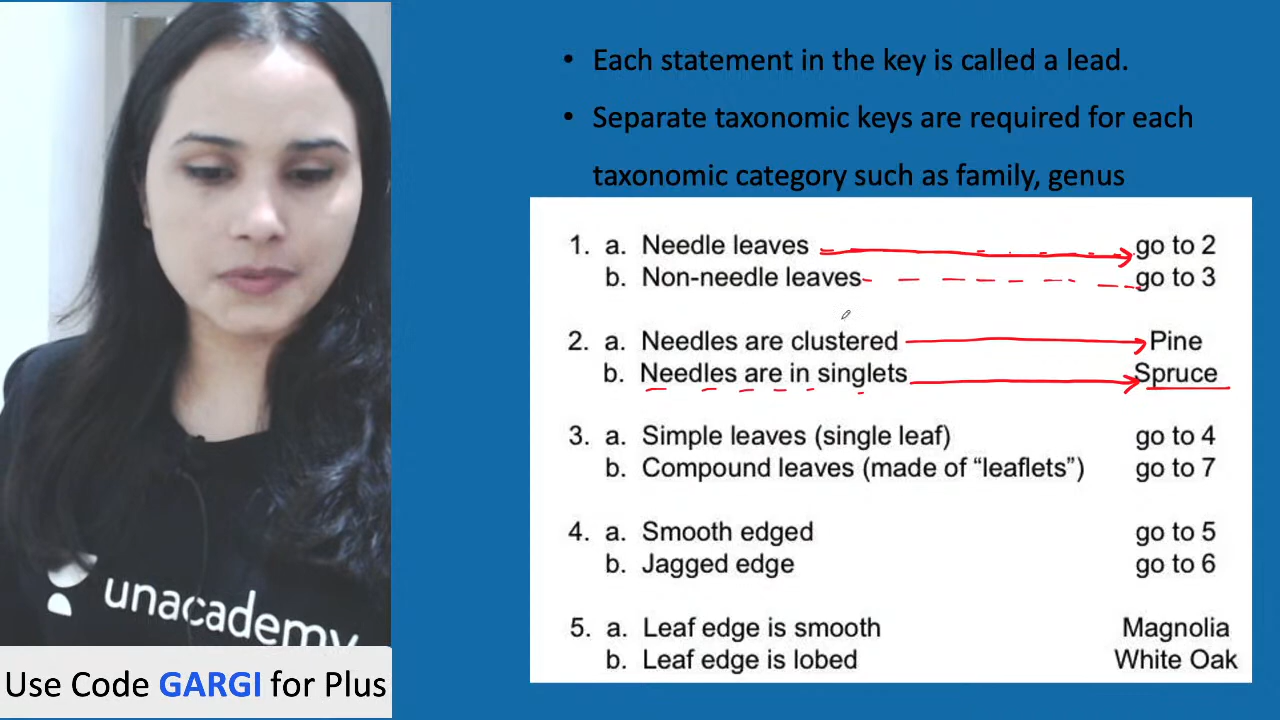 • Each statement in the key is called a lead.
• Separate taxonomic keys are required for each
taxonomic category such as family, genus
1. a. Needle leaves go to 2
b. Non-needle leaves go to 3
2. a. Needles are clustered Pine
b. Needles are in singlets Spruce
3. a. Simple leaves (single leaf) go to 4
b. Compound leaves (made of “leaflets”) go to 7
4. a. Smooth edged go to 5
b. Jagged edge go to 6
5. a. Leaf edge is smooth Magnolia
b. Leaf edge is lobed White Oak
unacademy
Use Code GARGI for Plus